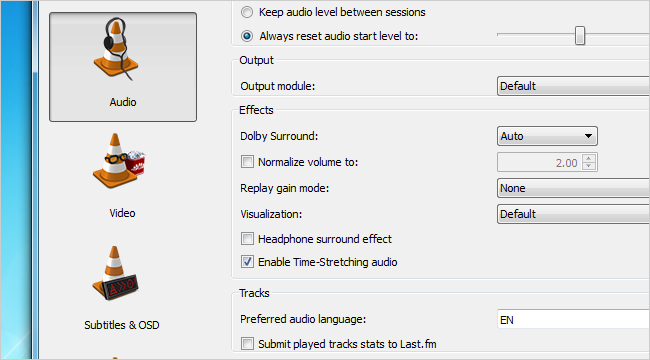 Keep audio level between sessions
Always reset audio start level to:
Output
Audio
Output module: Default
Effects
Dolby Surround: Auto
Normalize volume to: 2.00
Replay gain mode: None
Video
Visualization: Default
Headphone surround effect
Enable Time-Stretching audio
Tracks
Subtitles & OSD
Preferred audio language: EN
Submit played tracks stats to Last.fm